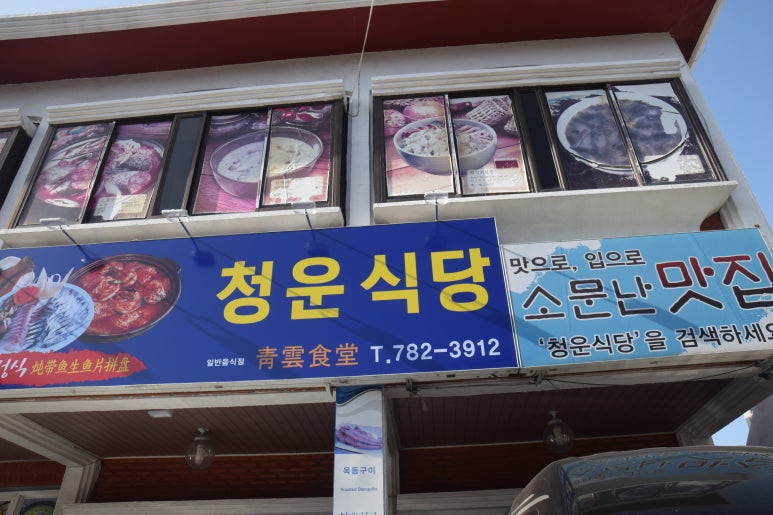 청운식당
일반음식점 青雲食堂 T.782-3912
정식 炖带鱼生鱼片拼盘
맛으로, 입으로
소문난 맛집
'청운식당'을 검색하세요
옥돔구이